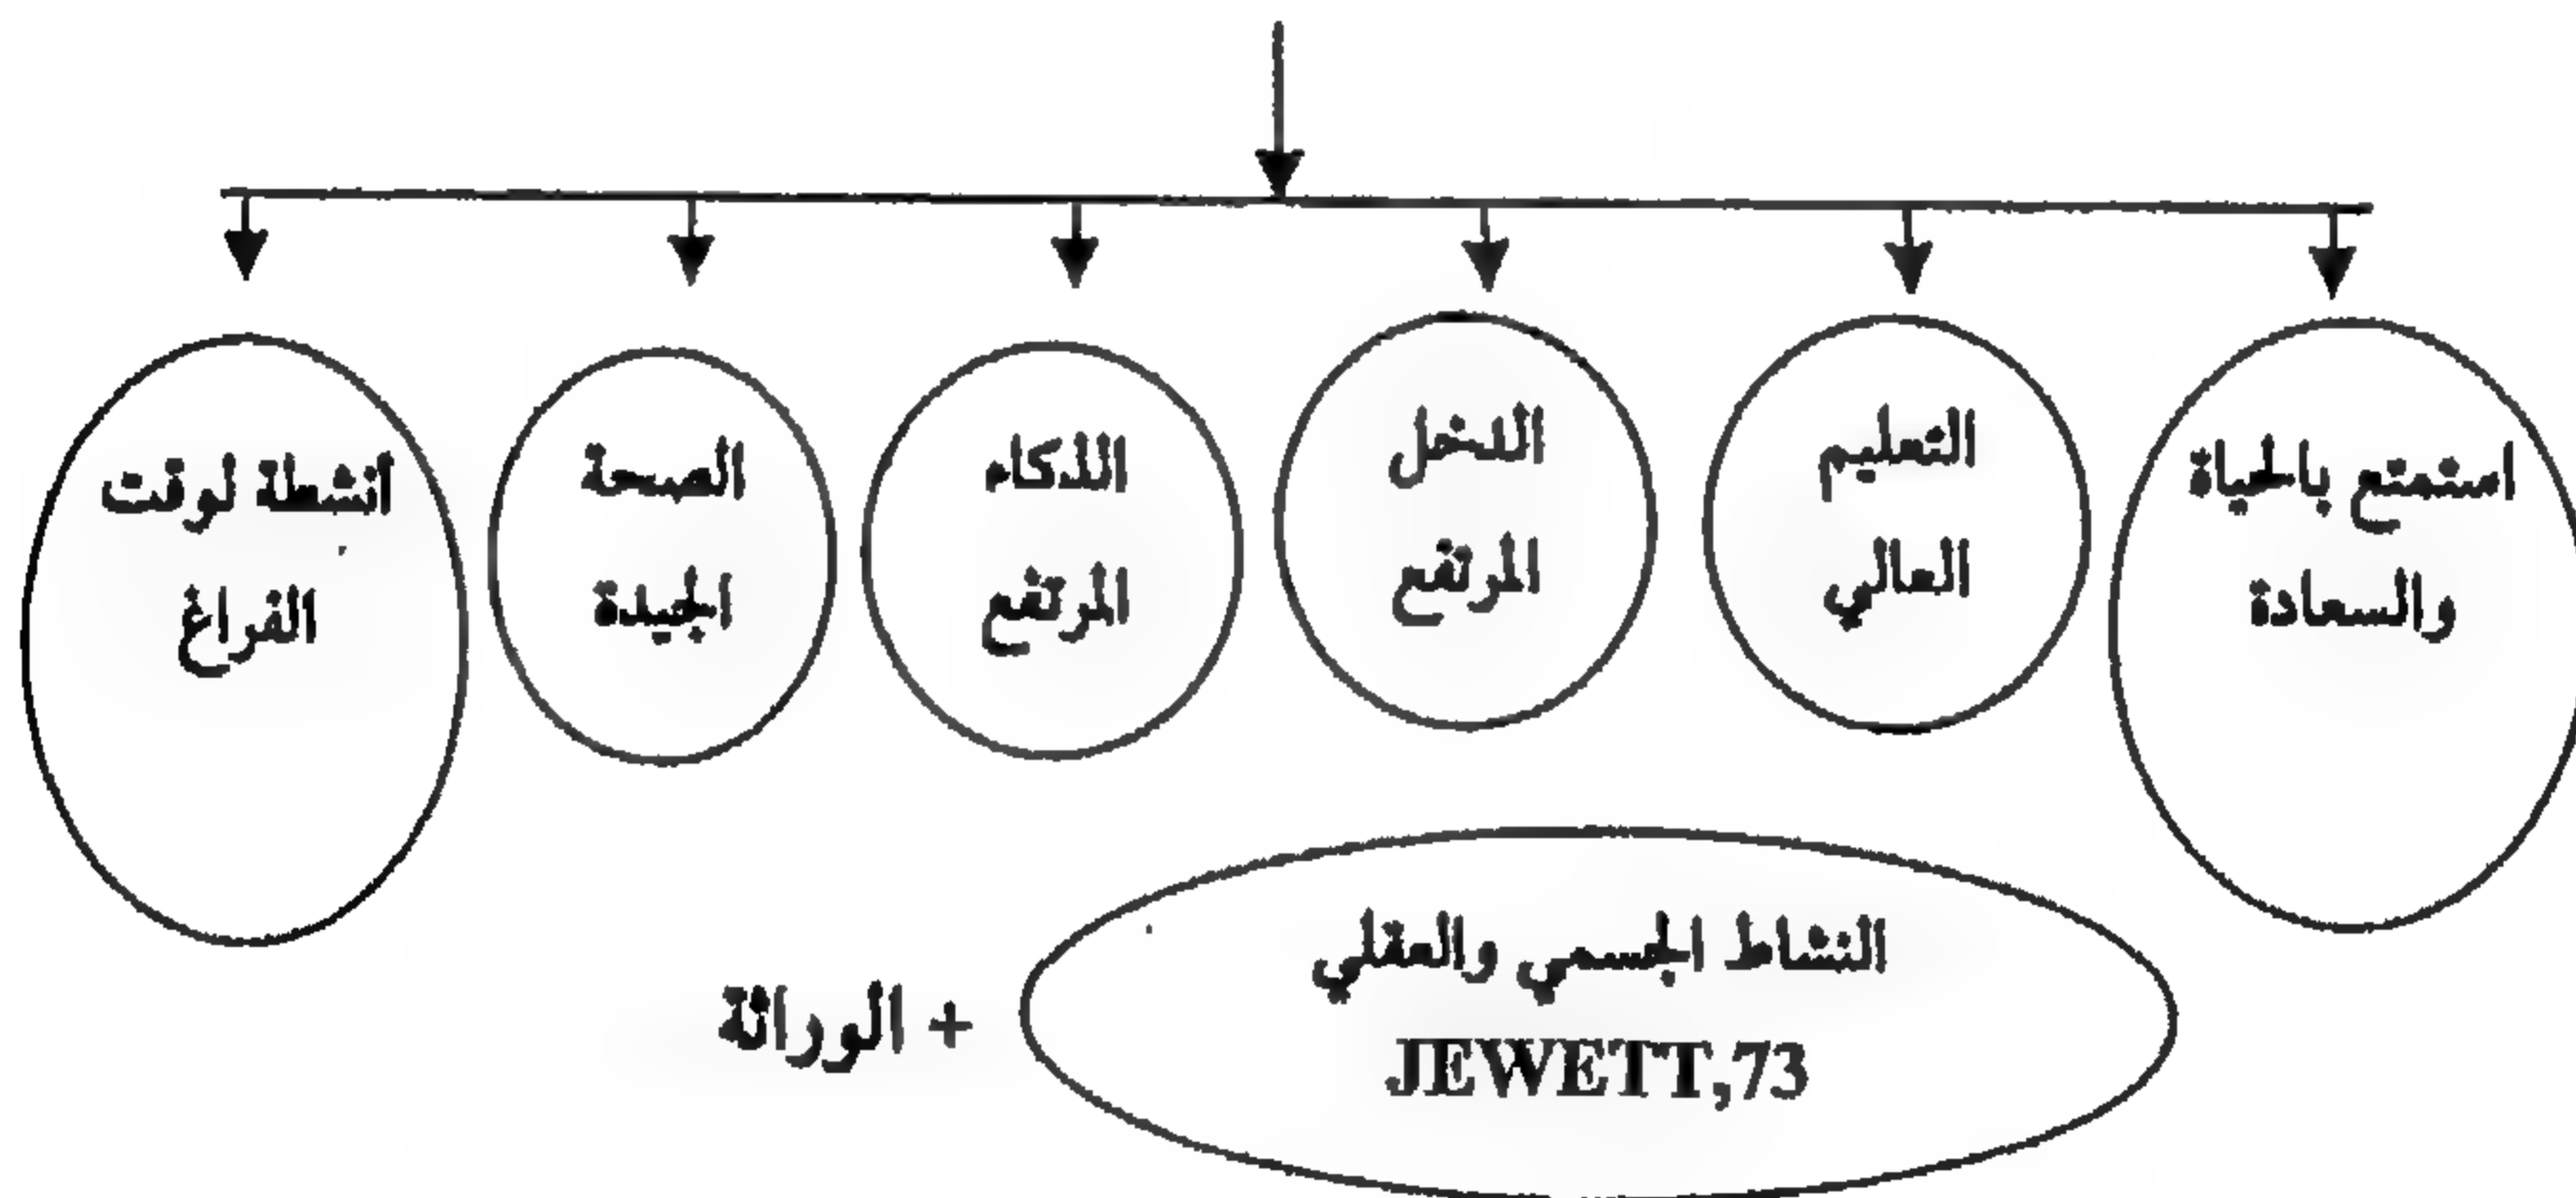 استمتع بالحياة
والسعادة
التعليم
العالي
الدخل
المرتفع
الذكاء
المرتفع
الصحة
الجيدة
انشطة لوقت
الفراغ
النشاط الجسمي والعقلي
JEWETT,73
+ الوراثة